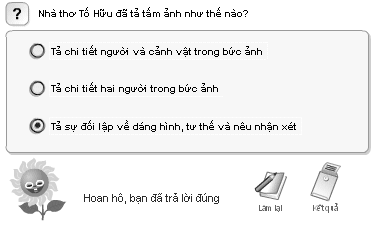 ? Nhà thơ Tố Hữu đã tả tấm ảnh như thế nào?
Tả chi tiết người và cảnh vật trong bức ảnh
Tả chi tiết hai người trong bức ảnh
Tả sự đối lập về dáng hình, tư thế và nêu nhận xét
Hoan hô, bạn đã trả lời đúng
Làm lại
Kết quả